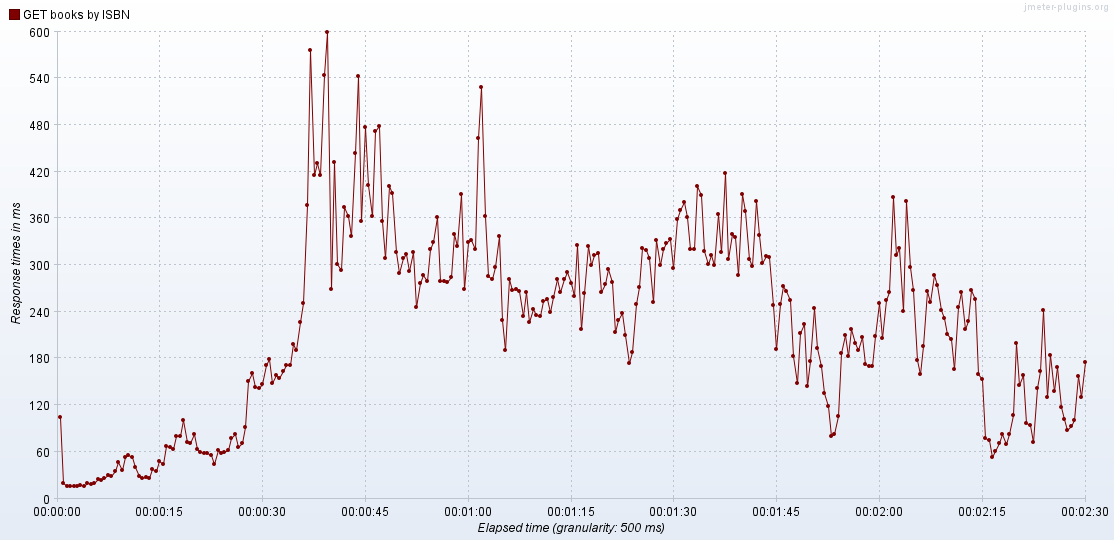 jmeter-plugins.org
GET books by ISBN
600
540
480
420
360
300
240
180
120
60
0
Response times in ms
00:00:00 00:00:15 00:00:30 00:00:45 00:01:00 00:01:15 00:01:30 00:01:45 00:02:00 00:02:15 00:02:30
Elapsed time (granularity: 500 ms)